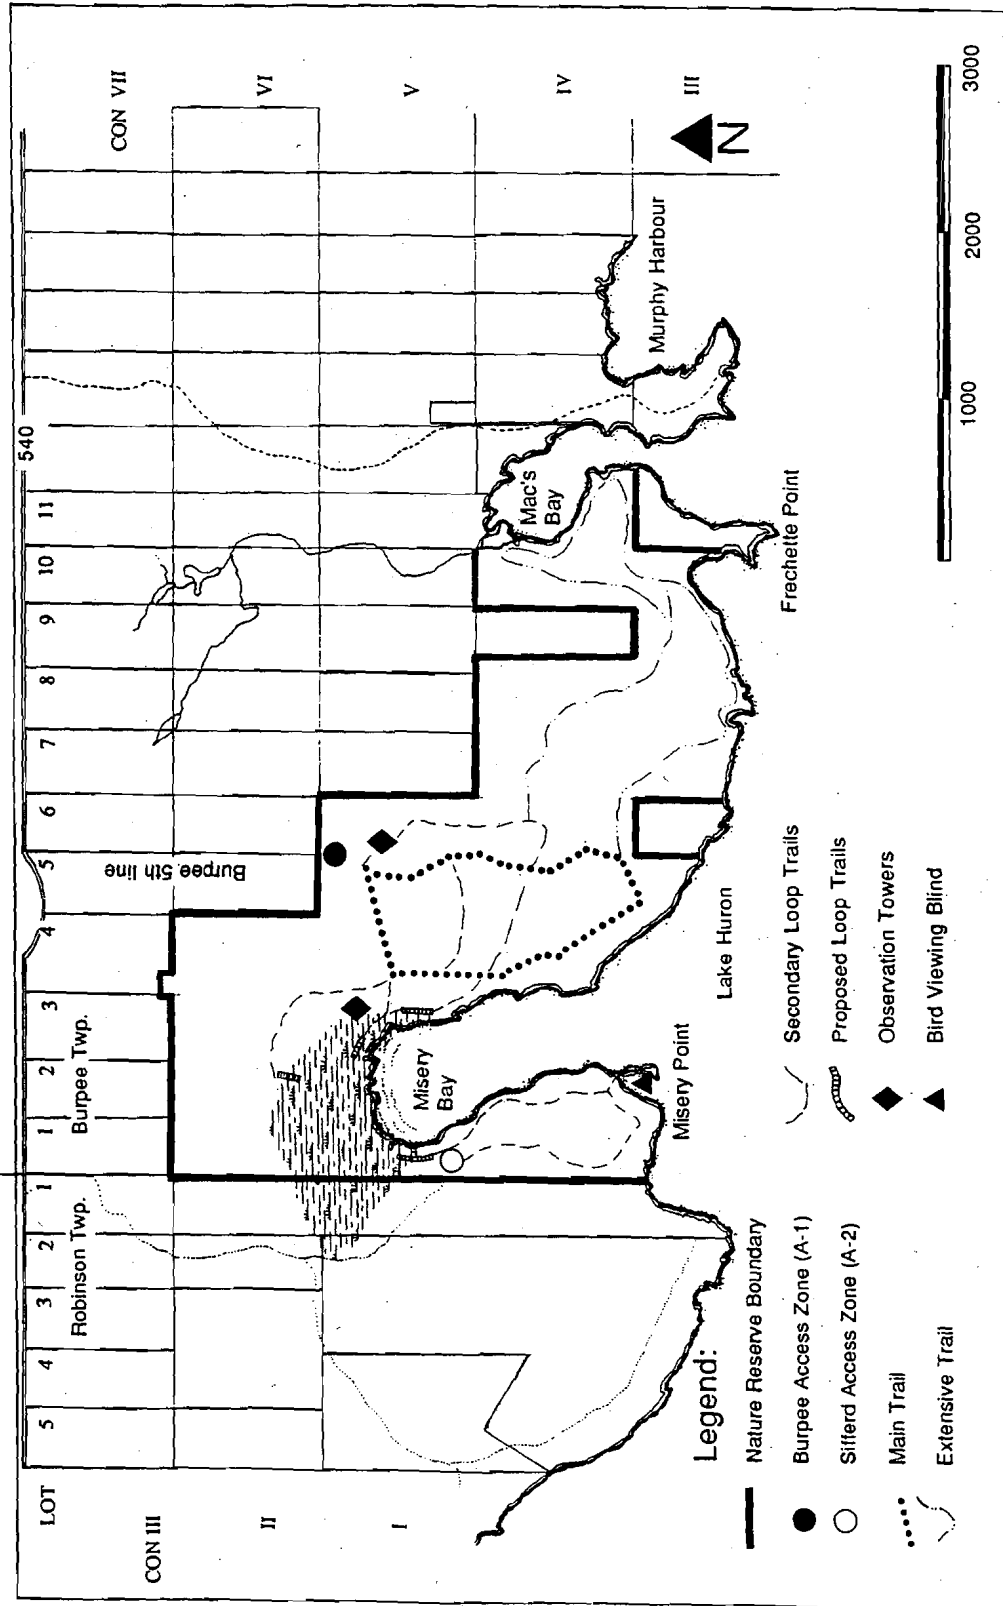 540
LOT 5 4 3 2 1 1 2 3 4 5 6 7 8 9 10 11
Robinson Twp.
Burpee Twp.
CON III
CON VII
Burpee 5th line
II
VI
I
V
IV
III
Misery
Bay
Mac's
Bay
Murphy Harbour
N
Misery Point
Lake Huron
Frechette Point
Legend:
Nature Reserve Boundary
Burpee Access Zone (A-1)
Sifferd Access Zone (A-2)
Main Trail
Extensive Trail
Secondary Loop Trails
Proposed Loop Trails
Observation Towers
Bird Viewing Blind
1000 2000 3000